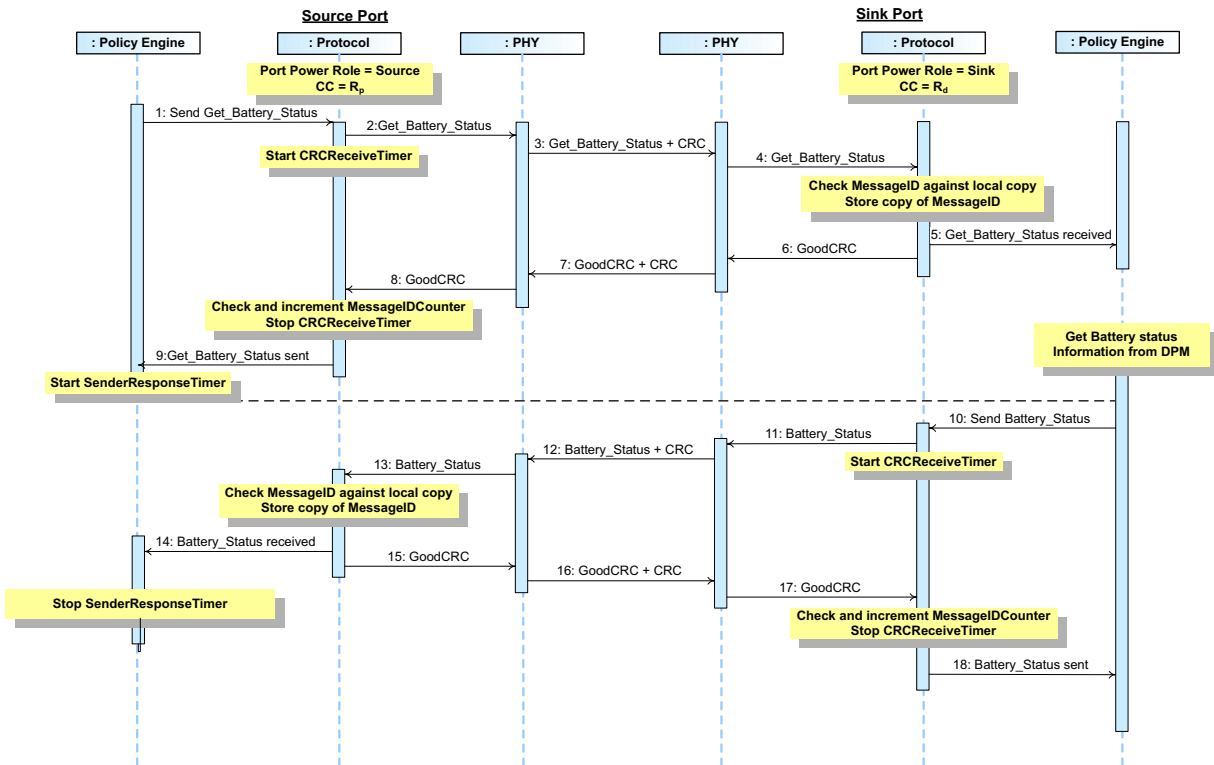 Source Port
Sink Port
: Policy Engine
: Protocol
: PHY
: PHY
: Protocol
: Policy Engine
Port Power Role = Source
CC = Rp
Port Power Role = Sink
CC = Rd
1: Send Get_Battery_Status
2:Get_Battery_Status
Start CRCReceiveTimer
3: Get_Battery_Status + CRC
4: Get_Battery_Status
Check MessageID against local copy
Store copy of MessageID
5: Get_Battery_Status received
6: GoodCRC
7: GoodCRC + CRC
8: GoodCRC
Check and increment MessageIDCounter
Stop CRCReceiveTimer
9:Get_Battery_Status sent
Start SenderResponseTimer
Get Battery status
Information from DPM
10: Send Battery_Status
11: Battery_Status
Start CRCReceiveTimer
12: Battery_Status + CRC
13: Battery_Status
Check MessageID against local copy
Store copy of MessageID
14: Battery_Status received
15: GoodCRC
16: GoodCRC + CRC
17: GoodCRC
Stop SenderResponseTimer
Check and increment MessageIDCounter
Stop CRCReceiveTimer
18: Battery_Status sent